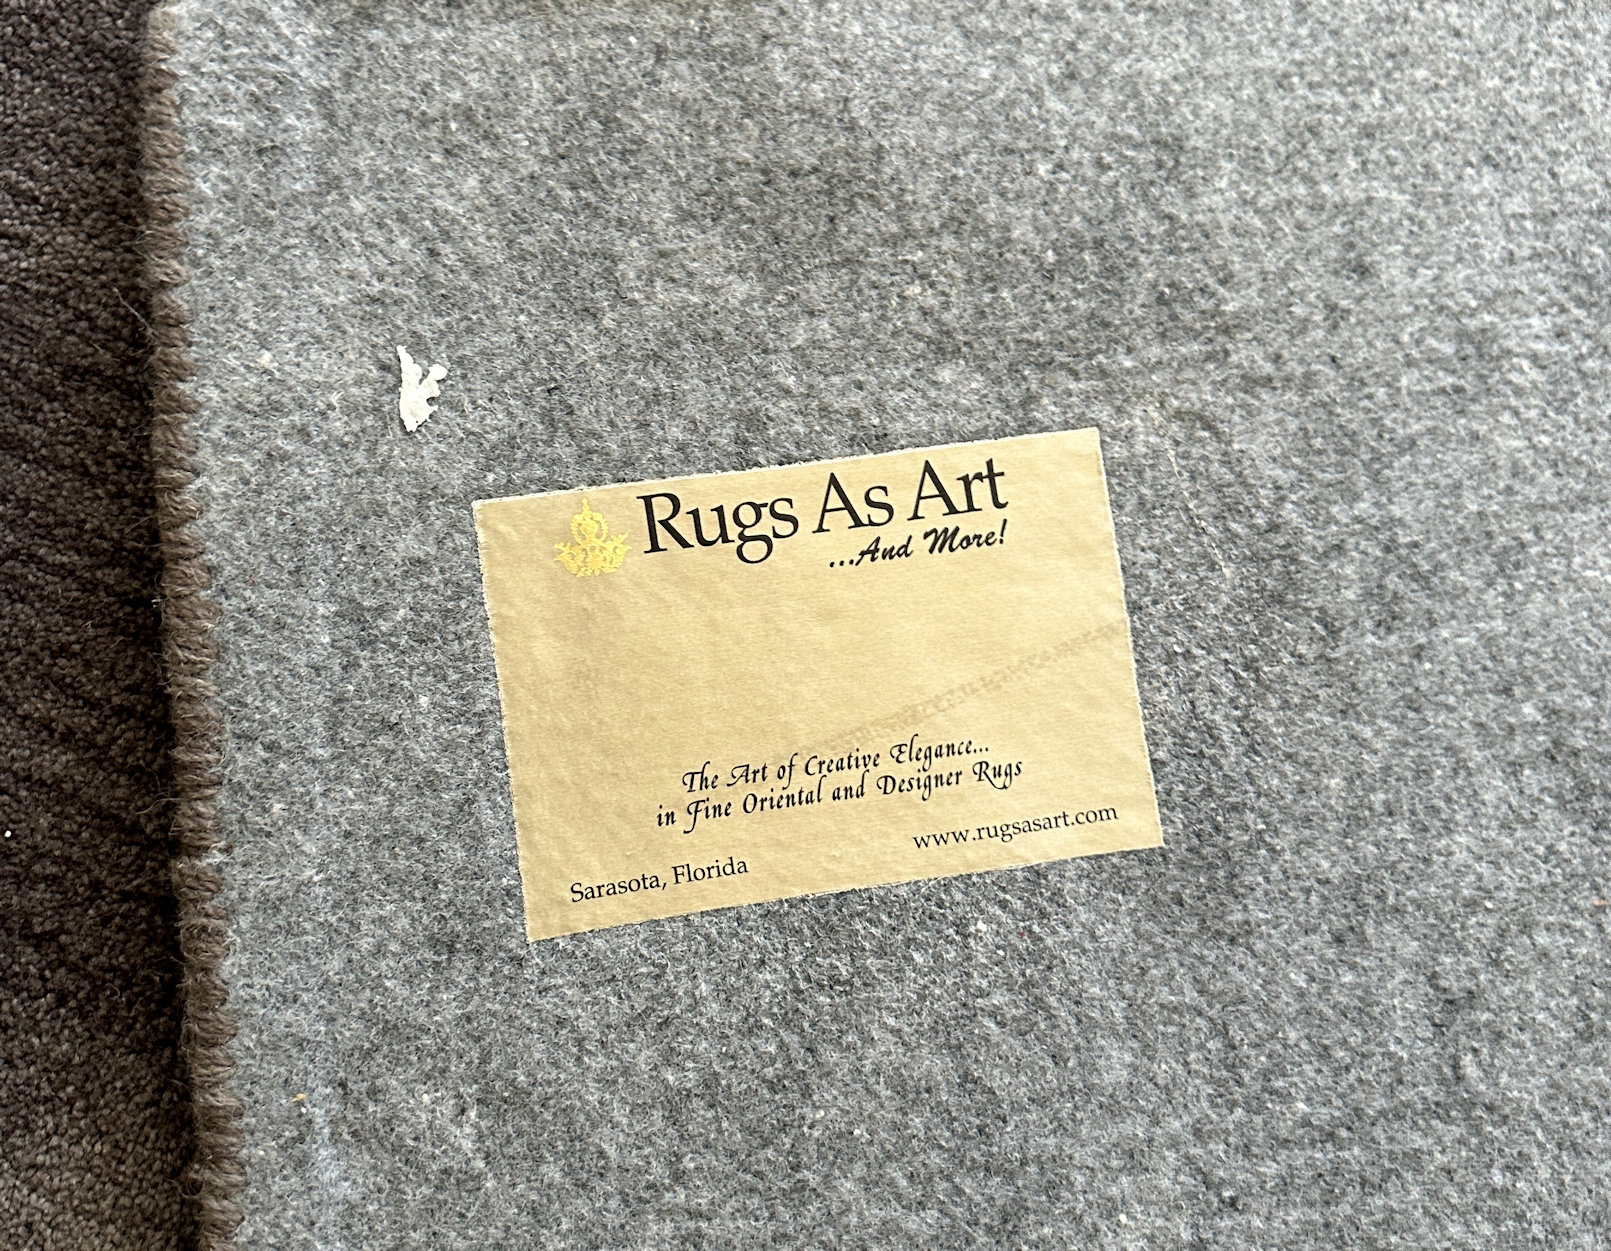 Rugs As Art
...And More!
The Art of Creative Elegance...
in Fine Oriental and Designer Rugs
www.rugsasart.com
Sarasota, Florida